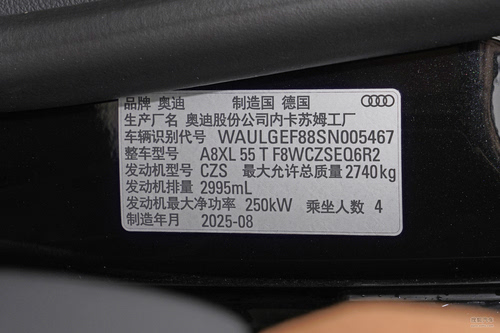 品牌 奥迪 制造国 德国
生产厂名 奥迪股份公司内卡苏姆工厂
车辆识别代号 WAULGEF88SN005467
整车型号 A8XL 55 T F8WCZSEQ6R2
发动机型号 CZS 最大允许总质量 2740kg
发动机排量 2995mL
发动机最大净功率 250kW 乘坐人数 4
制造年月 2025-08